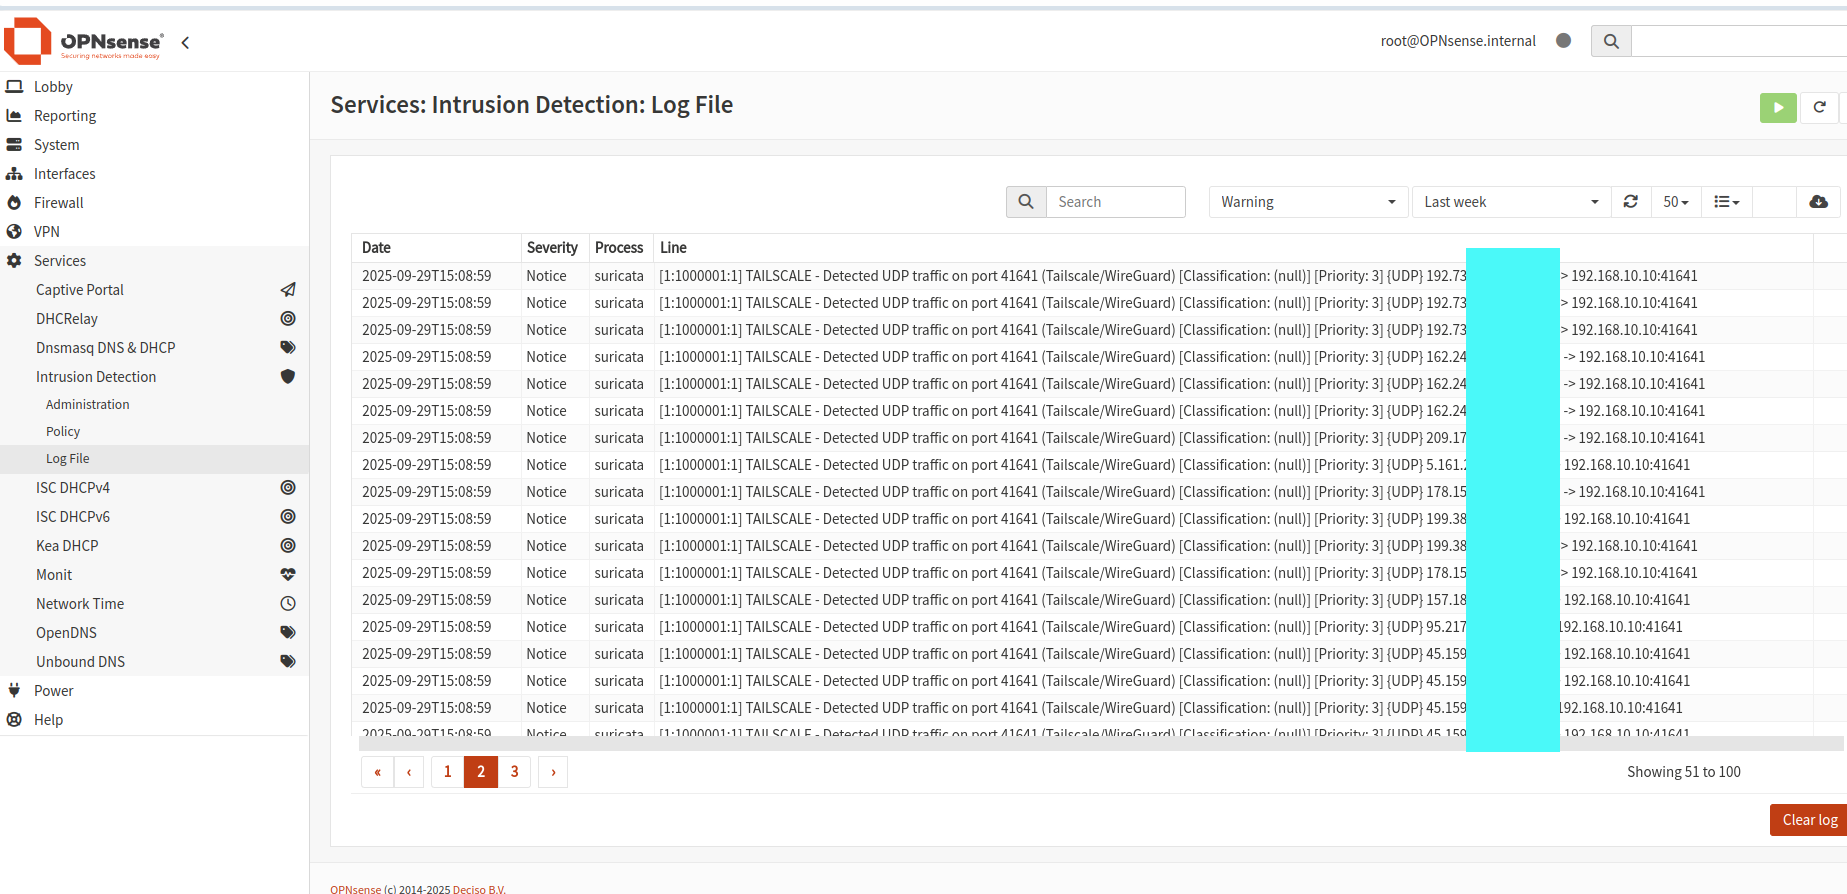 OPNsense®
Securing networks made easy
root@OPNsense.internal
Lobby
Reporting
System
Interfaces
Firewall
VPN
Services
Captive Portal
DHCRelay
Dnsmasq DNS & DHCP
Intrusion Detection
Administration
Policy
Log File
ISC DHCPv4
ISC DHCPv6
Kea DHCP
Monit
Network Time
OpenDNS
Unbound DNS
Power
Help
Services: Intrusion Detection: Log File
Search
Warning
Last week
50
Date Severity Process Line
2025-09-29T15:08:59 Notice suricata [1:1000001:1] TAILSCALE - Detected UDP traffic on port 41641 (Tailscale/WireGuard) [Classification: (null)] [Priority: 3] {UDP} 192.73 > 192.168.10.10:41641
2025-09-29T15:08:59 Notice suricata [1:1000001:1] TAILSCALE - Detected UDP traffic on port 41641 (Tailscale/WireGuard) [Classification: (null)] [Priority: 3] {UDP} 192.73 > 192.168.10.10:41641
2025-09-29T15:08:59 Notice suricata [1:1000001:1] TAILSCALE - Detected UDP traffic on port 41641 (Tailscale/WireGuard) [Classification: (null)] [Priority: 3] {UDP} 192.73 > 192.168.10.10:41641
2025-09-29T15:08:59 Notice suricata [1:1000001:1] TAILSCALE - Detected UDP traffic on port 41641 (Tailscale/WireGuard) [Classification: (null)] [Priority: 3] {UDP} 162.24 -> 192.168.10.10:41641
2025-09-29T15:08:59 Notice suricata [1:1000001:1] TAILSCALE - Detected UDP traffic on port 41641 (Tailscale/WireGuard) [Classification: (null)] [Priority: 3] {UDP} 162.24 -> 192.168.10.10:41641
2025-09-29T15:08:59 Notice suricata [1:1000001:1] TAILSCALE - Detected UDP traffic on port 41641 (Tailscale/WireGuard) [Classification: (null)] [Priority: 3] {UDP} 162.24 -> 192.168.10.10:41641
2025-09-29T15:08:59 Notice suricata [1:1000001:1] TAILSCALE - Detected UDP traffic on port 41641 (Tailscale/WireGuard) [Classification: (null)] [Priority: 3] {UDP} 209.17 -> 192.168.10.10:41641
2025-09-29T15:08:59 Notice suricata [1:1000001:1] TAILSCALE - Detected UDP traffic on port 41641 (Tailscale/WireGuard) [Classification: (null)] [Priority: 3] {UDP} 5.161. 192.168.10.10:41641
2025-09-29T15:08:59 Notice suricata [1:1000001:1] TAILSCALE - Detected UDP traffic on port 41641 (Tailscale/WireGuard) [Classification: (null)] [Priority: 3] {UDP} 178.15 -> 192.168.10.10:41641
2025-09-29T15:08:59 Notice suricata [1:1000001:1] TAILSCALE - Detected UDP traffic on port 41641 (Tailscale/WireGuard) [Classification: (null)] [Priority: 3] {UDP} 199.38 192.168.10.10:41641
2025-09-29T15:08:59 Notice suricata [1:1000001:1] TAILSCALE - Detected UDP traffic on port 41641 (Tailscale/WireGuard) [Classification: (null)] [Priority: 3] {UDP} 199.38 > 192.168.10.10:41641
2025-09-29T15:08:59 Notice suricata [1:1000001:1] TAILSCALE - Detected UDP traffic on port 41641 (Tailscale/WireGuard) [Classification: (null)] [Priority: 3] {UDP} 178.15 > 192.168.10.10:41641
2025-09-29T15:08:59 Notice suricata [1:1000001:1] TAILSCALE - Detected UDP traffic on port 41641 (Tailscale/WireGuard) [Classification: (null)] [Priority: 3] {UDP} 157.18 192.168.10.10:41641
2025-09-29T15:08:59 Notice suricata [1:1000001:1] TAILSCALE - Detected UDP traffic on port 41641 (Tailscale/WireGuard) [Classification: (null)] [Priority: 3] {UDP} 95.217 192.168.10.10:41641
2025-09-29T15:08:59 Notice suricata [1:1000001:1] TAILSCALE - Detected UDP traffic on port 41641 (Tailscale/WireGuard) [Classification: (null)] [Priority: 3] {UDP} 45.159 192.168.10.10:41641
2025-09-29T15:08:59 Notice suricata [1:1000001:1] TAILSCALE - Detected UDP traffic on port 41641 (Tailscale/WireGuard) [Classification: (null)] [Priority: 3] {UDP} 45.159 192.168.10.10:41641
2025-09-29T15:08:59 Notice suricata [1:1000001:1] TAILSCALE - Detected UDP traffic on port 41641 (Tailscale/WireGuard) [Classification: (null)] [Priority: 3] {UDP} 45.159 192.168.10.10:41641
2025-09-29T15:08:59 Notice suricata [1:1000001:1] TAILSCALE - Detected UDP traffic on port 41641 (Tailscale/WireGuard) [Classification: (null)] [Priority: 3] {UDP} 45.159 192.168.10.10:41641
« ‹ 1 2 3 ›
Showing 51 to 100
Clear log
OPNsense (c) 2014-2025 Deciso B.V.